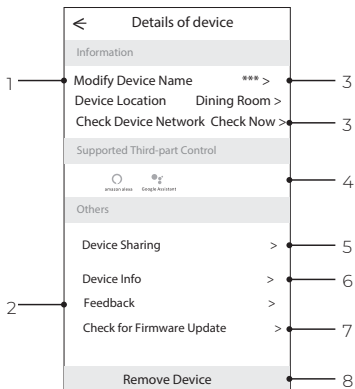 Details of device
Information
1 Modify Device Name *** > 3
Device Location Dining Room >
Check Device Network Check Now > 3
Supported Third-part Control
amazon alexa Google Assistant 4
Others
Device Sharing > 5
Device Info > 6
2 Feedback >
Check for Firmware Update > 7
Remove Device 8